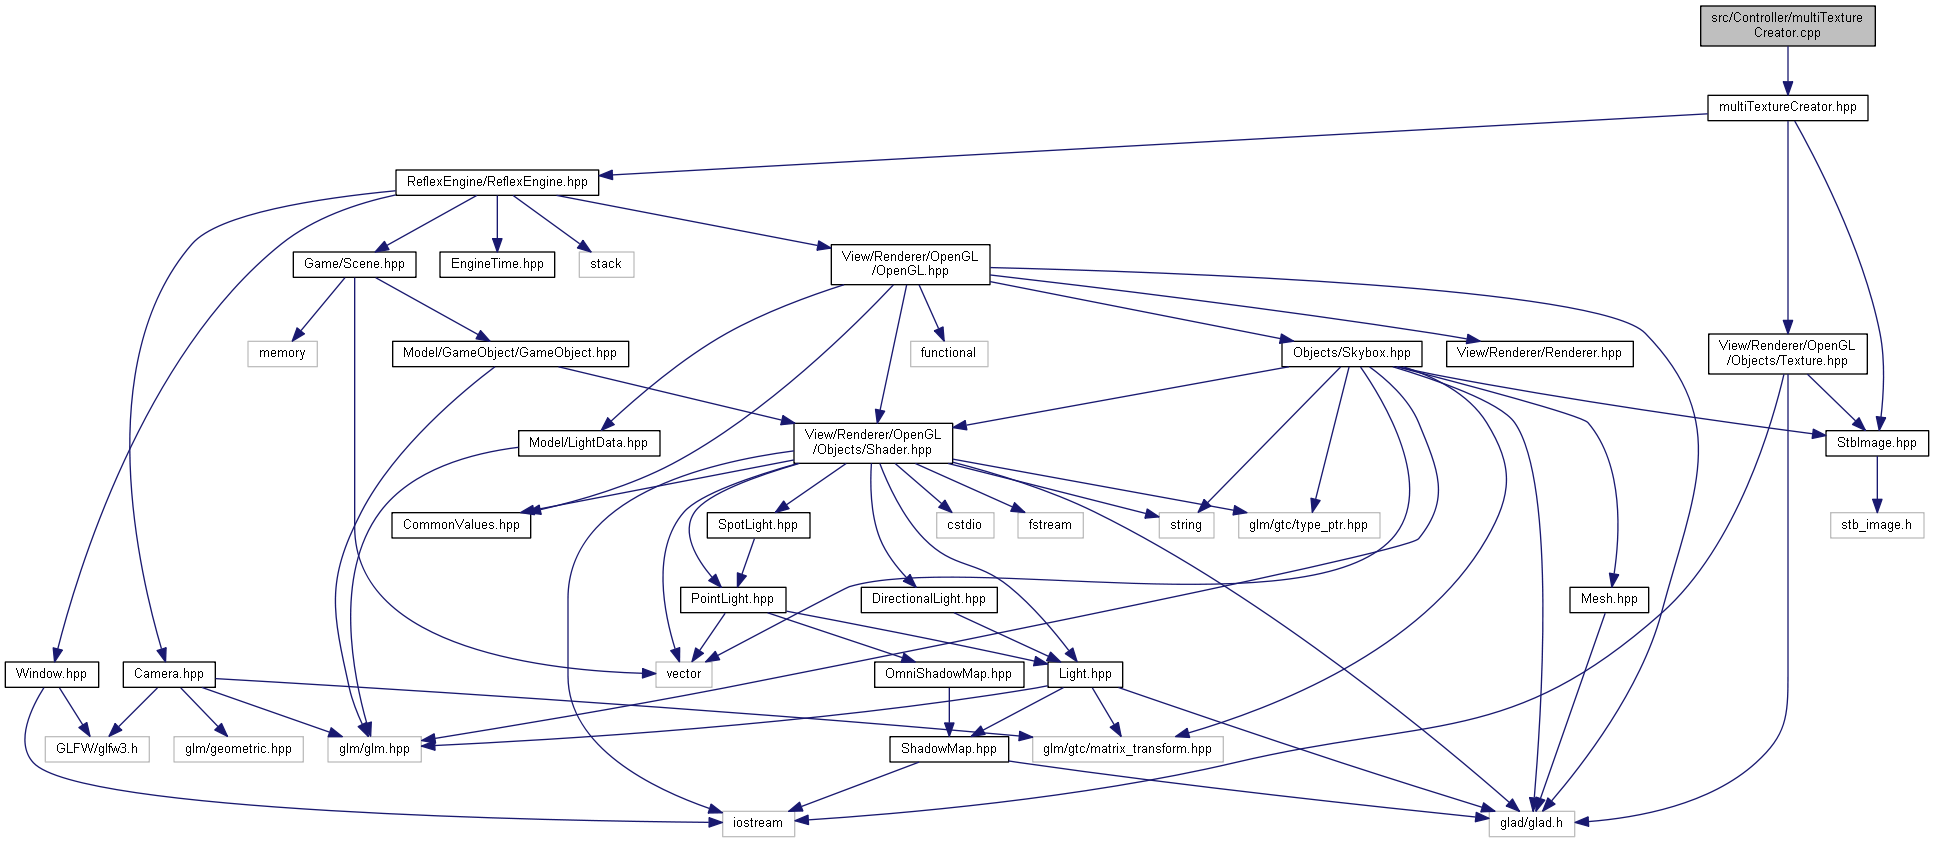 src/Controller/multiTexture
Creator.cpp
multiTextureCreator.hpp
ReflexEngine/ReflexEngine.hpp
Game/Scene.hpp
EngineTime.hpp
stack
View/Renderer/OpenGL
/OpenGL.hpp
memory
Model/GameObject/GameObject.hpp
functional
Objects/Skybox.hpp
View/Renderer/Renderer.hpp
View/Renderer/OpenGL
/Objects/Texture.hpp
Model/LightData.hpp
View/Renderer/OpenGL
/Objects/Shader.hpp
StbImage.hpp
CommonValues.hpp
SpotLight.hpp
cstdio
fstream
string
glm/gtc/type_ptr.hpp
stb_image.h
PointLight.hpp
DirectionalLight.hpp
Mesh.hpp
Window.hpp
Camera.hpp
vector
OmniShadowMap.hpp
Light.hpp
GLFW/glfw3.h
glm/geometric.hpp
glm/glm.hpp
ShadowMap.hpp
glm/gtc/matrix_transform.hpp
iostream
glad/glad.h